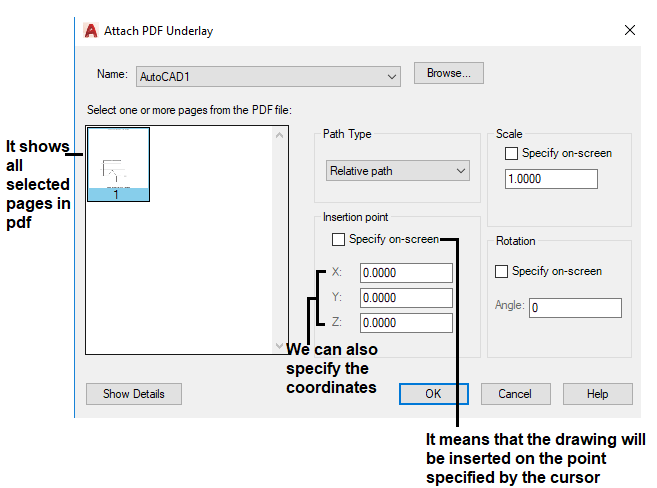 Attach PDF Underlay
Name:
AutoCAD1
Browse...
Select one or more pages from the PDF file:
1
It shows
all
selected
pages in
pdf
Path Type
Relative path
Scale
Specify on-screen
1.0000
Insertion point
Specify on-screen
X:
0.0000
Y:
0.0000
Z:
0.0000
Rotation
Specify on-screen
Angle:
0
We can also
specify the
coordinates
Show Details
OK
Cancel
Help
It means that the drawing will
be inserted on the point
specified by the cursor